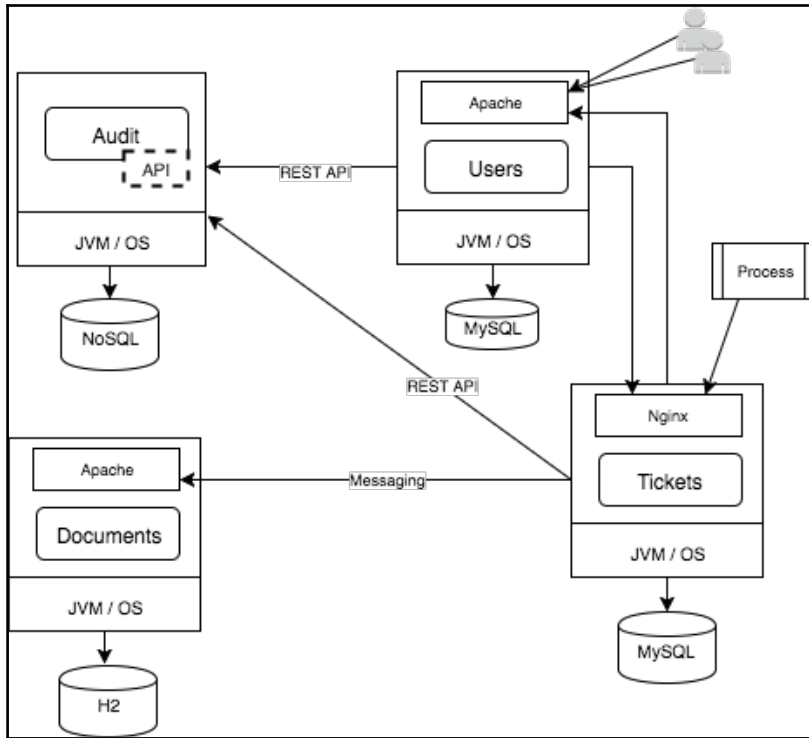 Apache
Audit
API
REST API
Users
JVM / OS
JVM / OS
Process
NoSQL
MySQL
REST API
Nginx
Apache
Messaging
Tickets
Documents
JVM / OS
JVM / OS
MySQL
H2